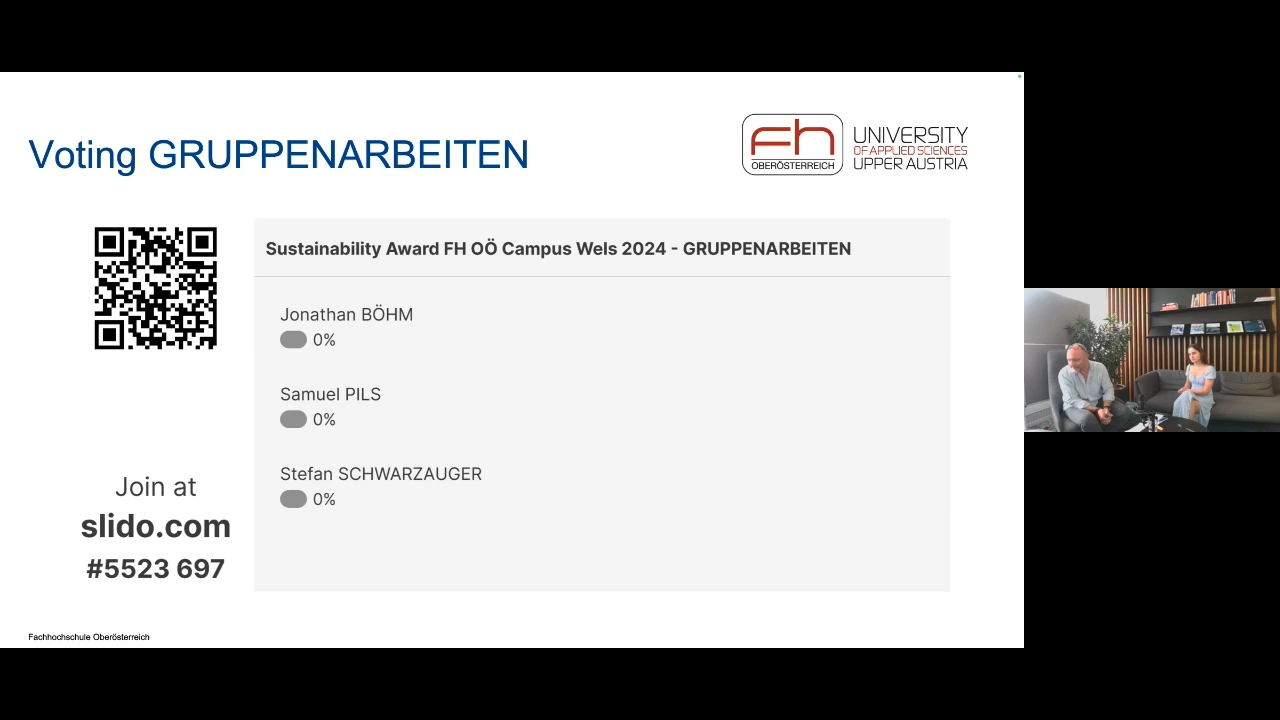 Voting GRUPPENARBEITEN
Fh
OBERÖSTERREICH
UNIVERSITY
OF APPLIED SCIENCES
UPPER AUSTRIA
Sustainability Award FH OÖ Campus Wels 2024 - GRUPPENARBEITEN
Jonathan BÖHM
0%
Samuel PILS
0%
Stefan SCHWARZAUGER
0%
Join at
slido.com
#5523 697
Fachhochschule Oberösterreich